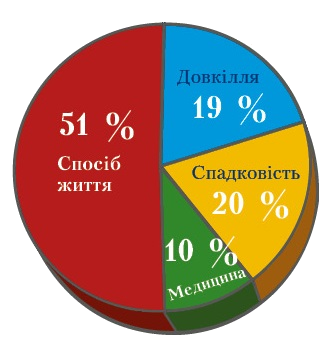 Довкілля
19 %
51 %
Спосіб
життя
Спадковість
20 %
10 %
Медицина